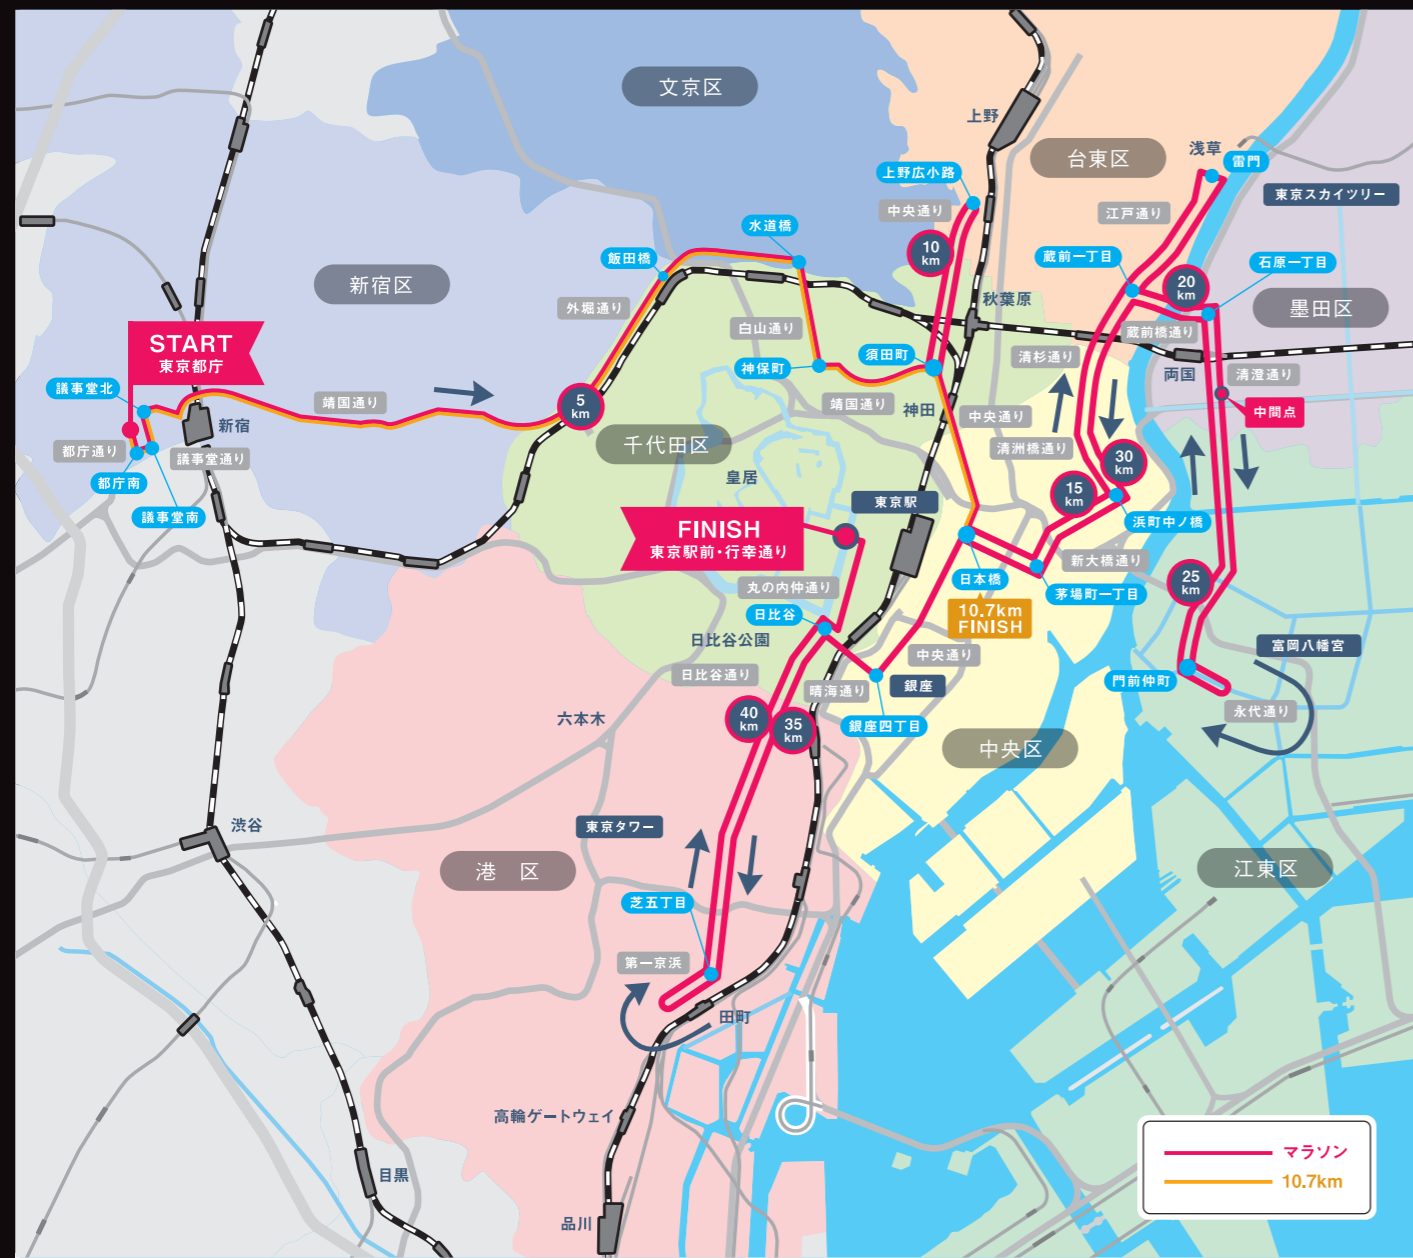 文京区
上野
台東区
浅草
雷門
上野広小路
中央通り
東京スカイツリー
江戸通り
水道橋
飯田橋
10
km
蔵前一丁目
石原一丁目
新宿区
20
km
墨田区
外堀通り
秋葉原
白山通り
蔵前橋通り
START
東京都庁
須田町
清杉通り
神保町
両国
清澄通り
議事堂北
靖国通り
5
km
靖国通り
神田
中央通り
中間点
新宿
千代田区
都庁通り
議事堂通り
清洲橋通り
30
km
皇居
都庁南
15
km
東京駅
議事堂南
浜町中ノ橋
FINISH
東京駅前・行幸通り
新大橋通り
日本橋
25
km
丸の内仲通り
茅場町一丁目
10.7km
FINISH
日比谷
日比谷公園
富岡八幡宮
中央通り
日比谷通り
門前仲町
晴海通り
銀座
永代通り
40
km
35
km
六本木
銀座四丁目
中央区
東京タワー
渋谷
港 区
江東区
芝五丁目
第一京浜
田町
高輪ゲートウェイ
目黒
品川
マラソン
10.7km